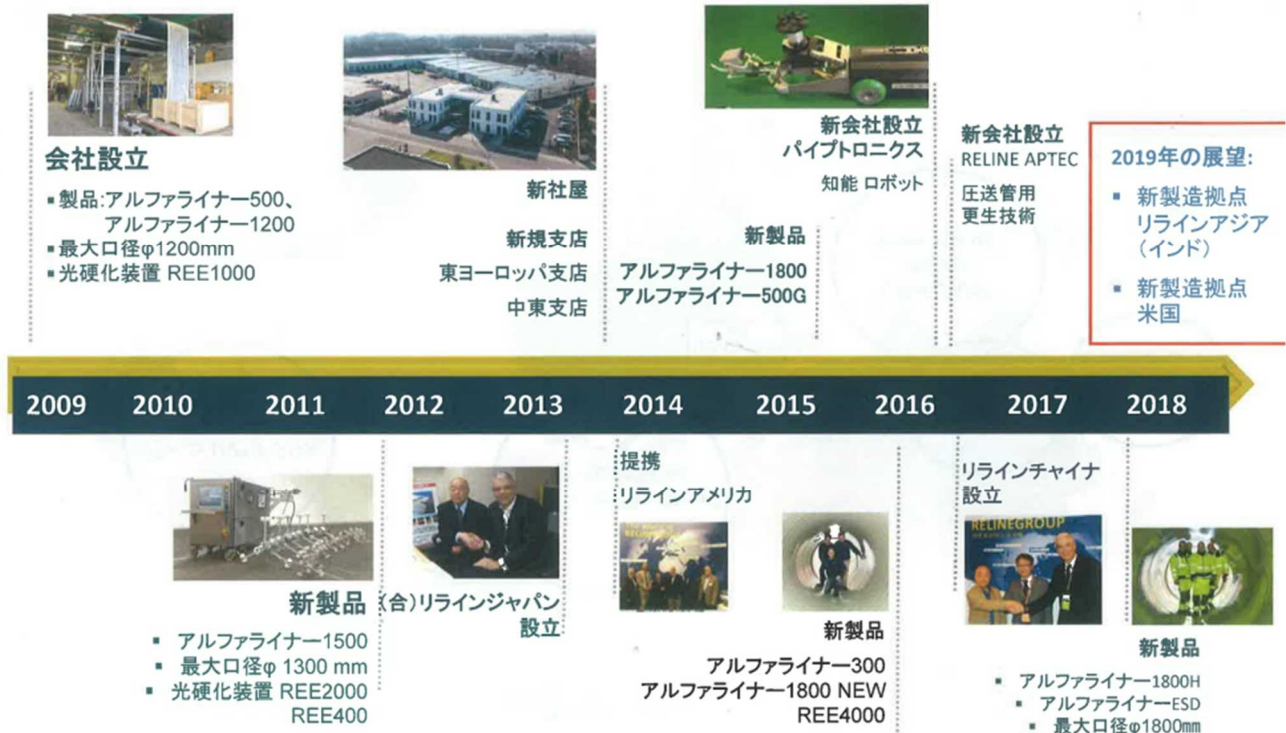 会社設立
▪ 製品:アルファライナー500、
アルファライナー1200
▪ 最大口径φ1200mm
▪ 光硬化装置 REE1000
新社屋
新規支店
東ヨーロッパ支店
中東支店
新製品
アルファライナー1800
アルファライナー500G
新会社設立
パイプトロニクス
知能 ロボット
新会社設立
RELINE APTEC
圧送管用
更生技術
2019年の展望:
▪ 新製造拠点
リラインアジア
(インド)
▪ 新製造拠点
米国
2009 2010 2011 2012 2013 2014 2015 2016 2017 2018
新製品
▪ アルファライナー1500
▪ 最大口径φ 1300 mm
▪ 光硬化装置 REE2000
REE400
(合)リラインジャパン
設立
提携
リラインアメリカ
新製品
アルファライナー300
アルファライナー1800 NEW
REE4000
リラインチャイナ
設立
RELINEGROUP
新製品
▪ アルファライナー1800H
▪ アルファライナーESD
▪ 最大口径φ1800mm